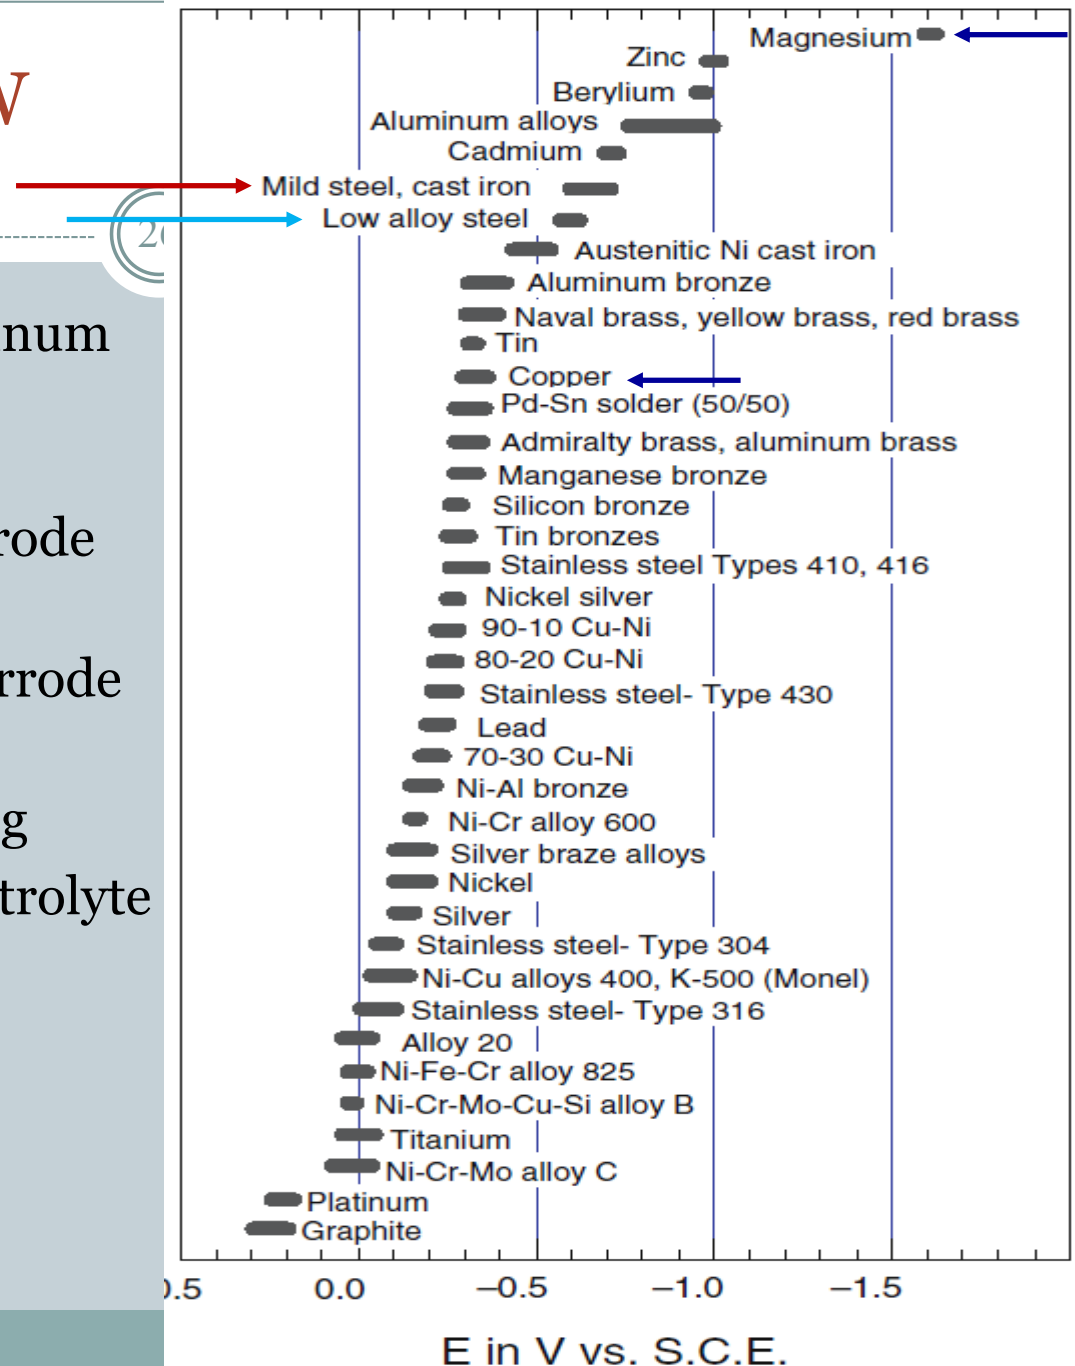 Magnesium
Zinc
Berylium
Aluminum alloys
Cadmium
Mild steel, cast iron
Low alloy steel
Austenitic Ni cast iron
Aluminum bronze
Naval brass, yellow brass, red brass
Tin
Copper
Pd-Sn solder (50/50)
Admiralty brass, aluminum brass
Manganese bronze
Silicon bronze
Tin bronzes
Stainless steel Types 410, 416
Nickel silver
90-10 Cu-Ni
80-20 Cu-Ni
Stainless steel- Type 430
Lead
70-30 Cu-Ni
Ni-Al bronze
Ni-Cr alloy 600
Silver braze alloys
Nickel
Silver
Stainless steel- Type 304
Ni-Cu alloys 400, K-500 (Monel)
Stainless steel- Type 316
Alloy 20
Ni-Fe-Cr alloy 825
Ni-Cr-Mo-Cu-Si alloy B
Titanium
Ni-Cr-Mo alloy C
Platinum
Graphite
.5 0.0 –0.5 –1.0 –1.5
E in V vs. S.C.E.
num
rode
rrode
g
trolyte